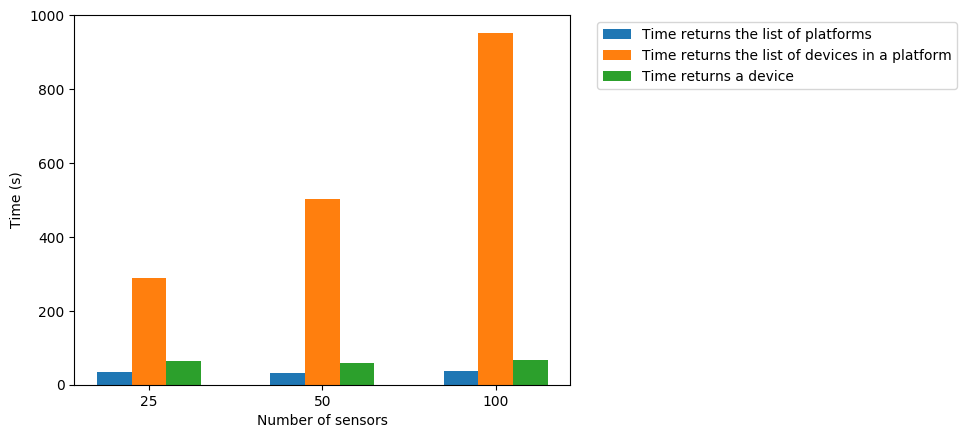 1000
800
600
400
200
0
Time (s)
25 50 100
Number of sensors
Time returns the list of platforms
Time returns the list of devices in a platform
Time returns a device